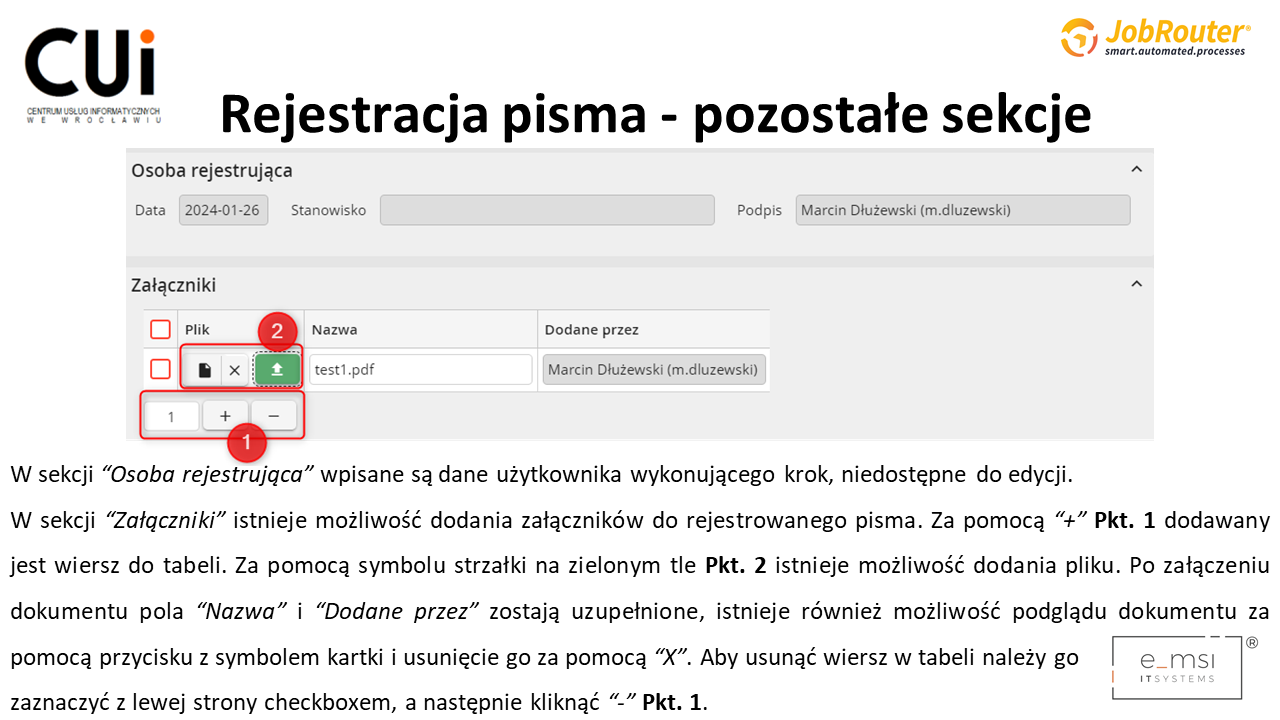 CUi
CENTRUM USŁUG INFORMATYCZNYCH
WE WROCŁAWIU
JobRouter®
smart.automated.processes
Rejestracja pisma - pozostałe sekcje
Osoba rejestrująca
Data 2024-01-26 Stanowisko Podpis Marcin Dłużewski (m.dluzewski)
Załączniki
Plik 2 Nazwa Dodane przez
test1.pdf Marcin Dłużewski (m.dluzewski)
1 + −
1
W sekcji “Osoba rejestrująca” wpisane są dane użytkownika wykonującego krok, niedostępne do edycji.
W sekcji “Załączniki” istnieje możliwość dodania załączników do rejestrowanego pisma. Za pomocą “+” Pkt. 1 dodawany
jest wiersz do tabeli. Za pomocą symbolu strzałki na zielonym tle Pkt. 2 istnieje możliwość dodania pliku. Po załączeniu
dokumentu pola “Nazwa” i “Dodane przez” zostają uzupełnione, istnieje również możliwość podglądu dokumentu za
pomocą przycisku z symbolem kartki i usunięcie go za pomocą “X”. Aby usunąć wiersz w tabeli należy go
zaznaczyć z lewej strony checkboxem, a następnie kliknąć “-” Pkt. 1.
e_msi ®
ITSYSTEMS